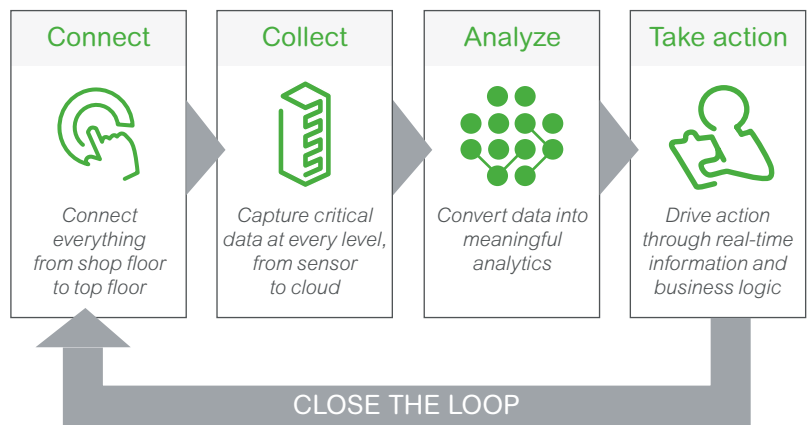 Connect
Connect
everything
from shop floor
to top floor
Collect
Capture critical
data at every level,
from sensor
to cloud
Analyze
Convert data into
meaningful
analytics
Take action
Drive action
through real-time
information and
business logic
CLOSE THE LOOP